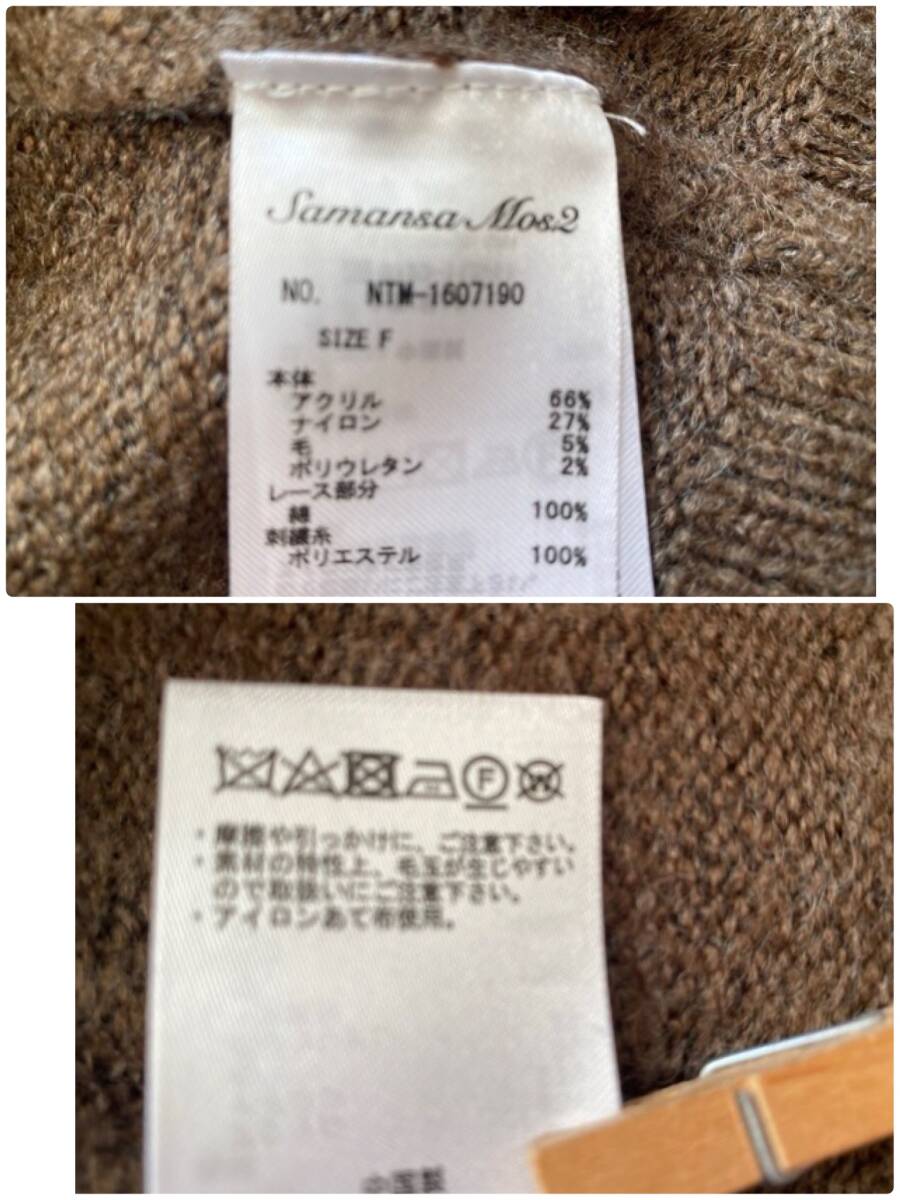 Samansa Mos2
NO. NTM-1607190
SIZE F
本体
アクリル 66%
ナイロン 27%
毛 5%
ポリウレタン 2%
レース部分
綿 100%
刺繍糸
ポリエステル 100%
F
W
・摩擦や引っかけに、ご注意下さい。
・素材の特性上、毛玉が生じやすい
ので取扱いにご注意下さい。
・アイロンあて布使用。
中国製